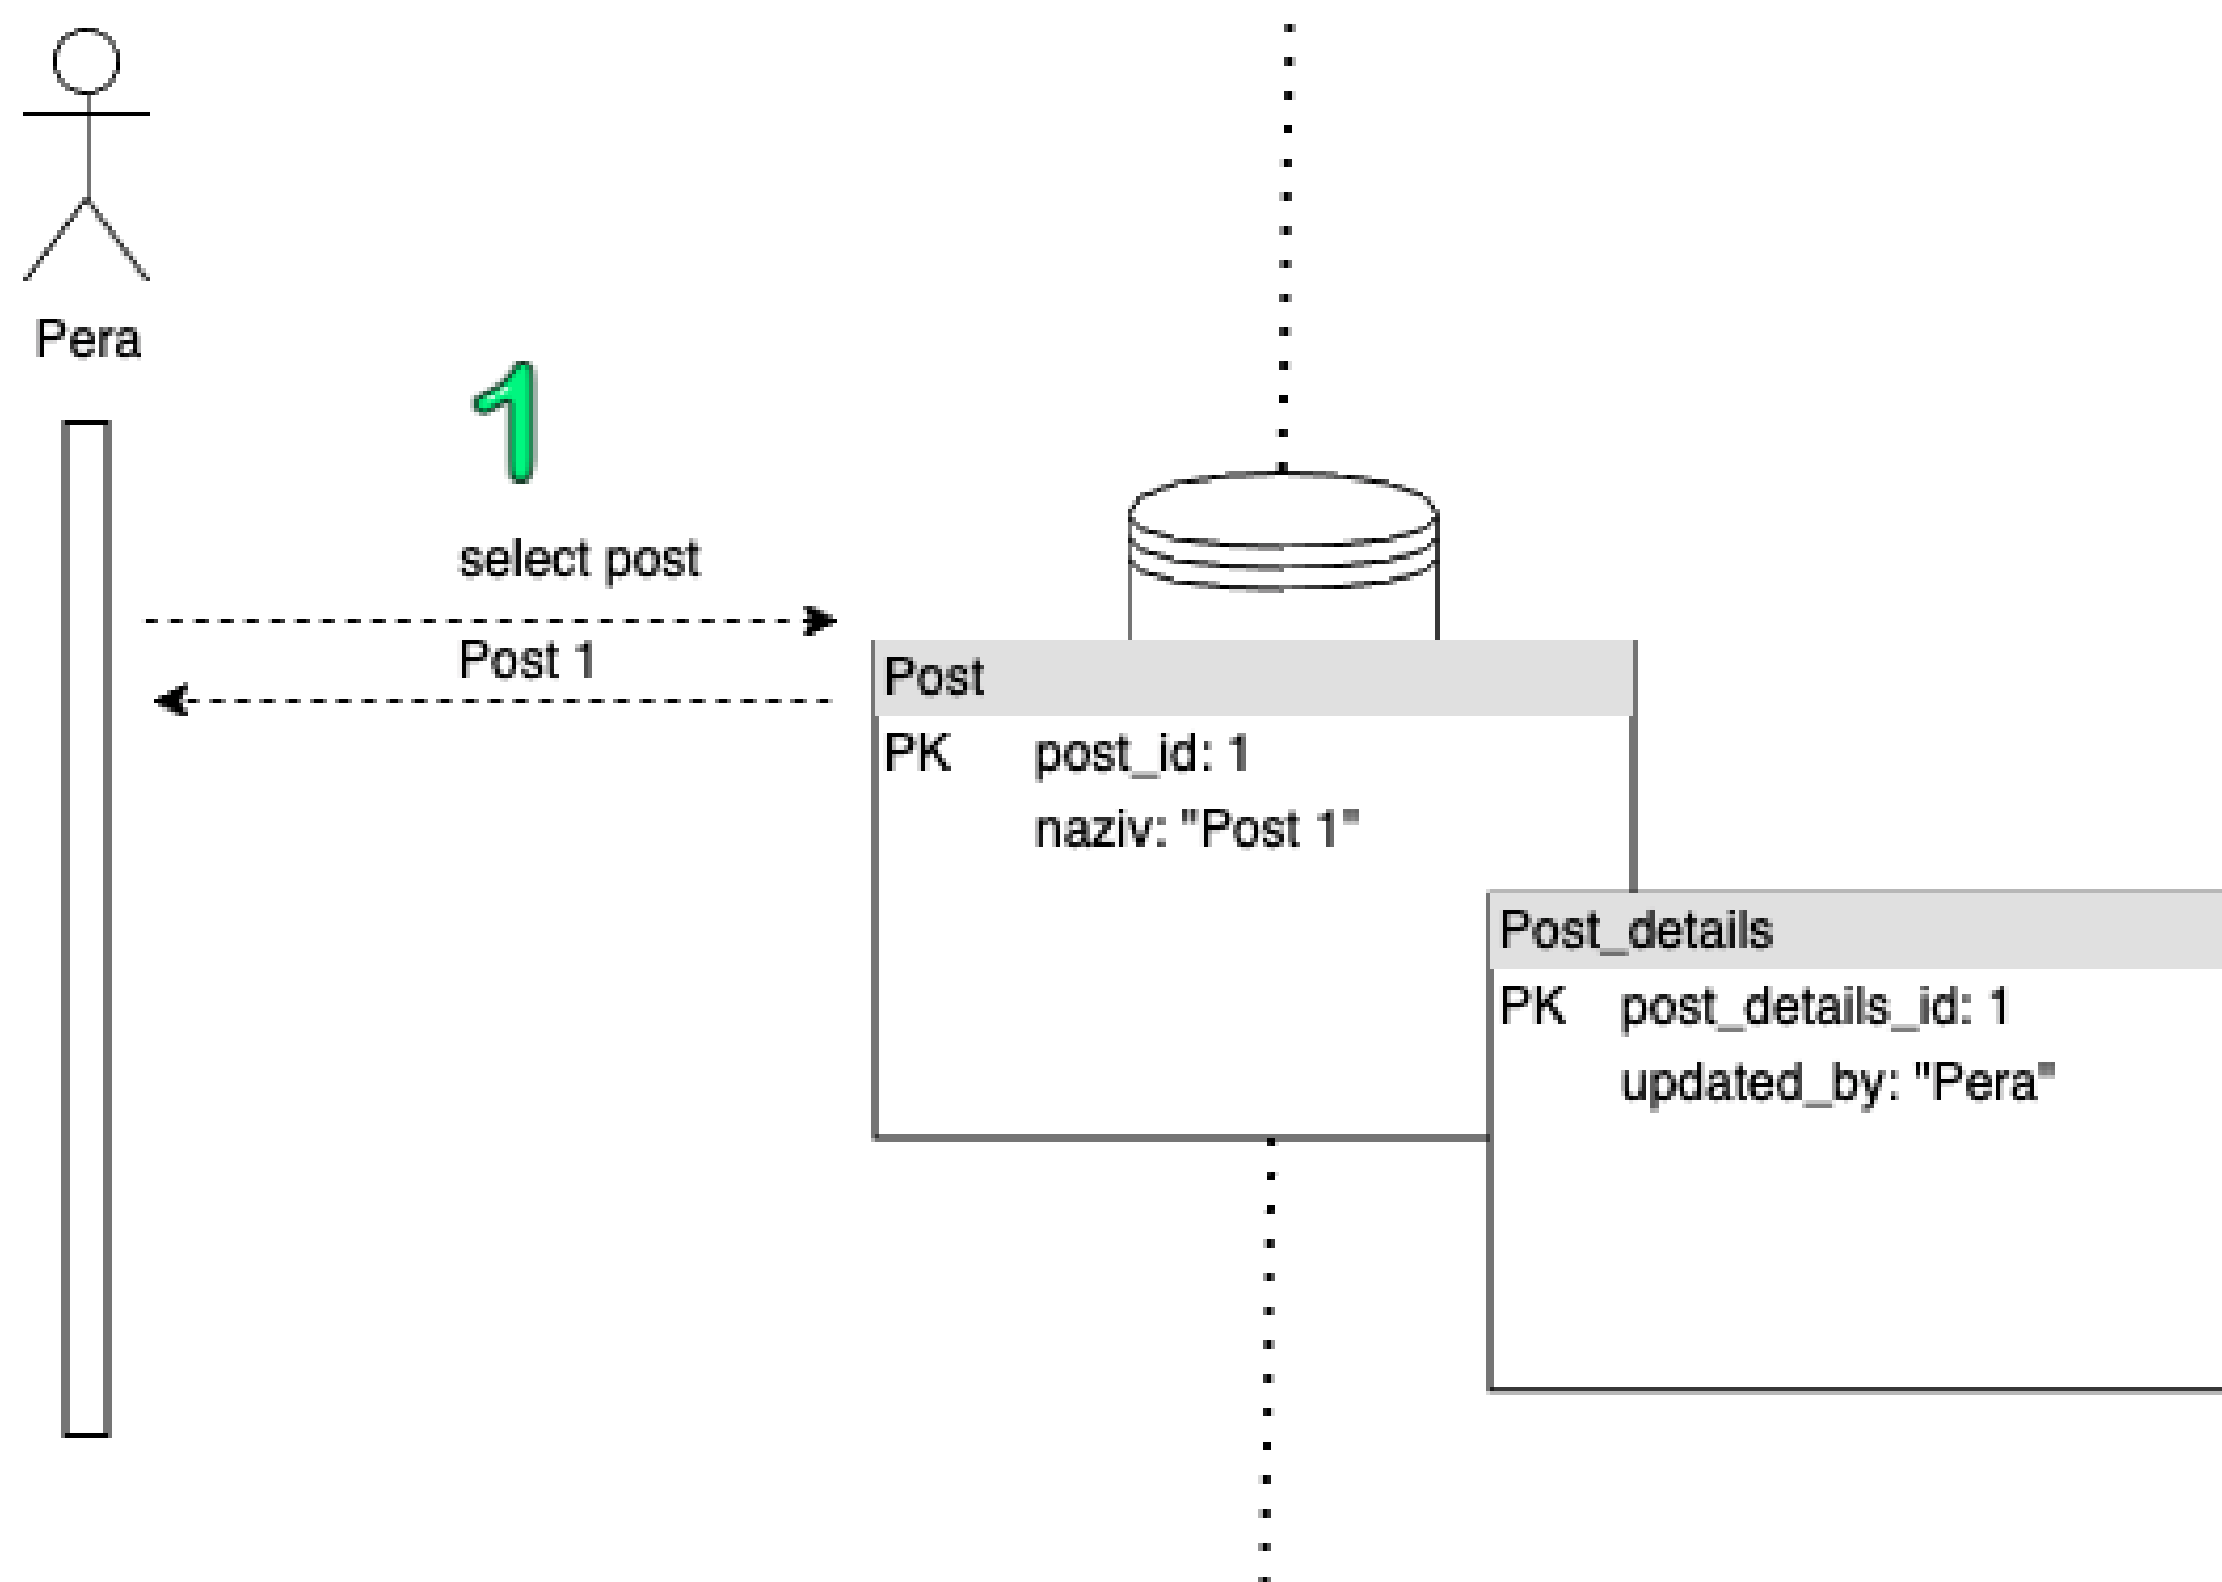 Pera
1
select post
Post 1
Post
PK post_id: 1
naziv: "Post 1"
Post_details
PK post_details_id: 1
updated_by: "Pera"